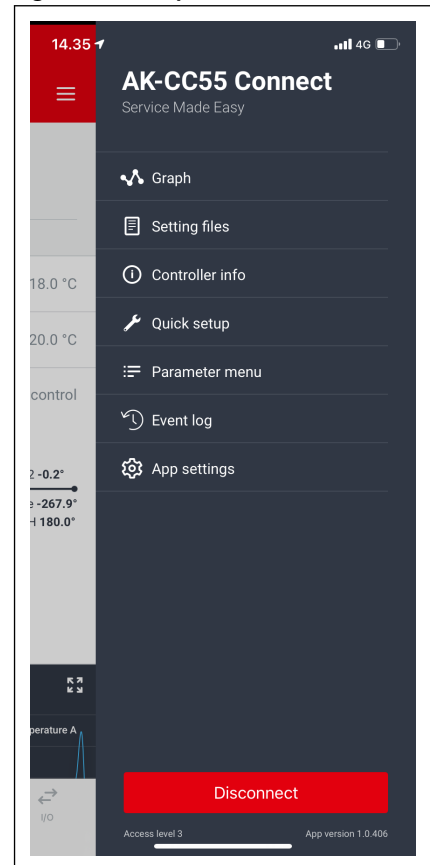 14.35
4G
AK-CC55 Connect
Service Made Easy
Graph
Setting files
18.0 °C
Controller info
Quick setup
20.0 °C
Parameter menu
control
Event log
App settings
2 -0.2°
e -267.9°
H 180.0°
perature A
Disconnect
I/O
Access level 3
App version 1.0.406